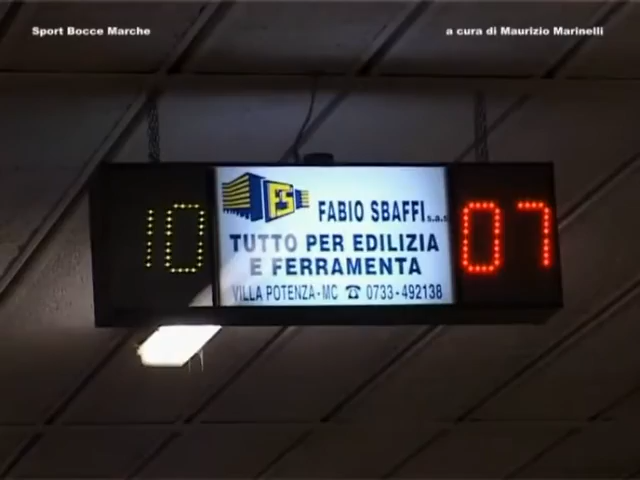 Sport Bocce Marche
a cura di Maurizio Marinelli
10
FS
FABIO SBAFFI s.a.s
TUTTO PER EDILIZIA
E FERRAMENTA
VILLA POTENZA-MC ☎ 0733-492138
07